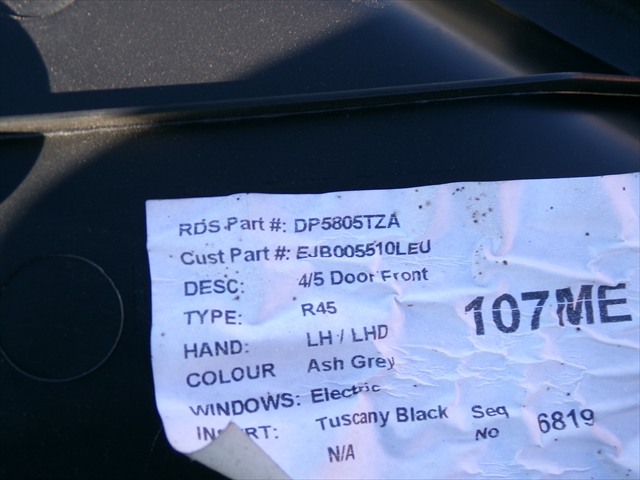 RDS Part #: DP5805TZA
Cust Part #: EJB005510LEU
DESC: 4/5 Door Front
TYPE: R45
107ME
HAND: LH / LHD
COLOUR Ash Grey
WINDOWS: Electric
INSERT: Tuscany Black Seq No 6819
N/A